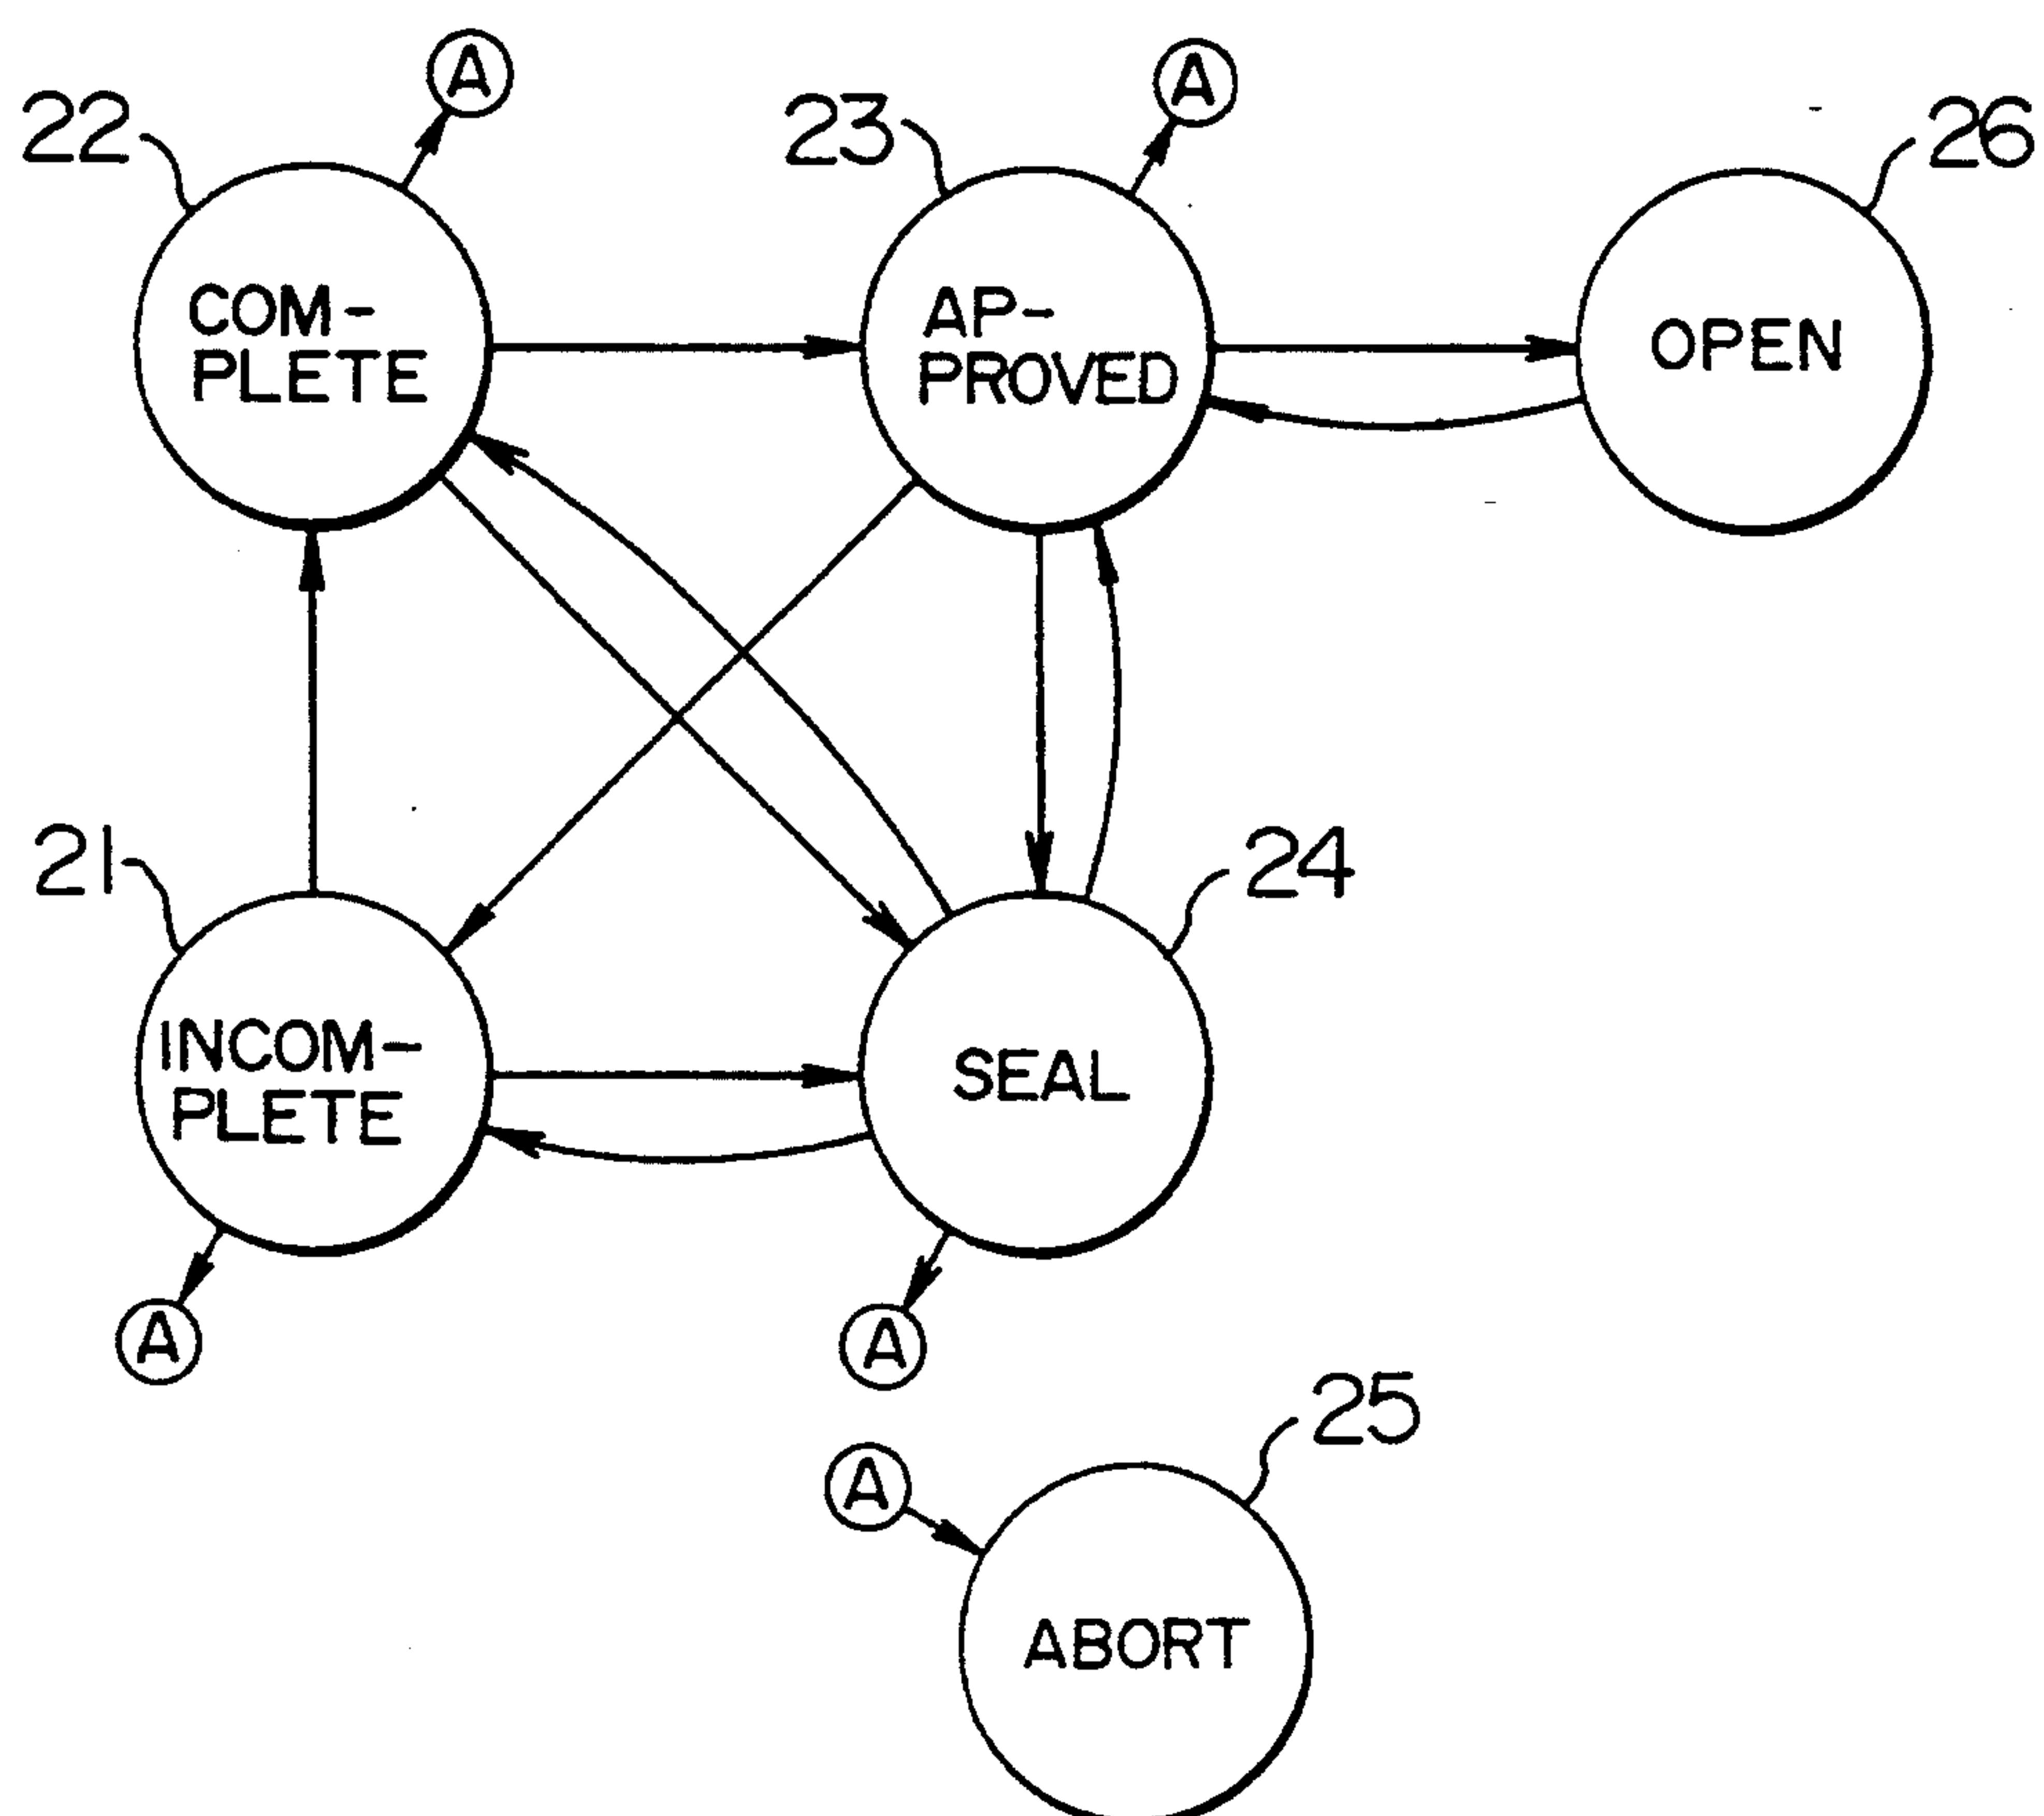 A
A
22
23
26
COM-
PLETE
AP-
PROVED
OPEN
21
24
INCOM-
PLETE
SEAL
A
A
25
A
ABORT